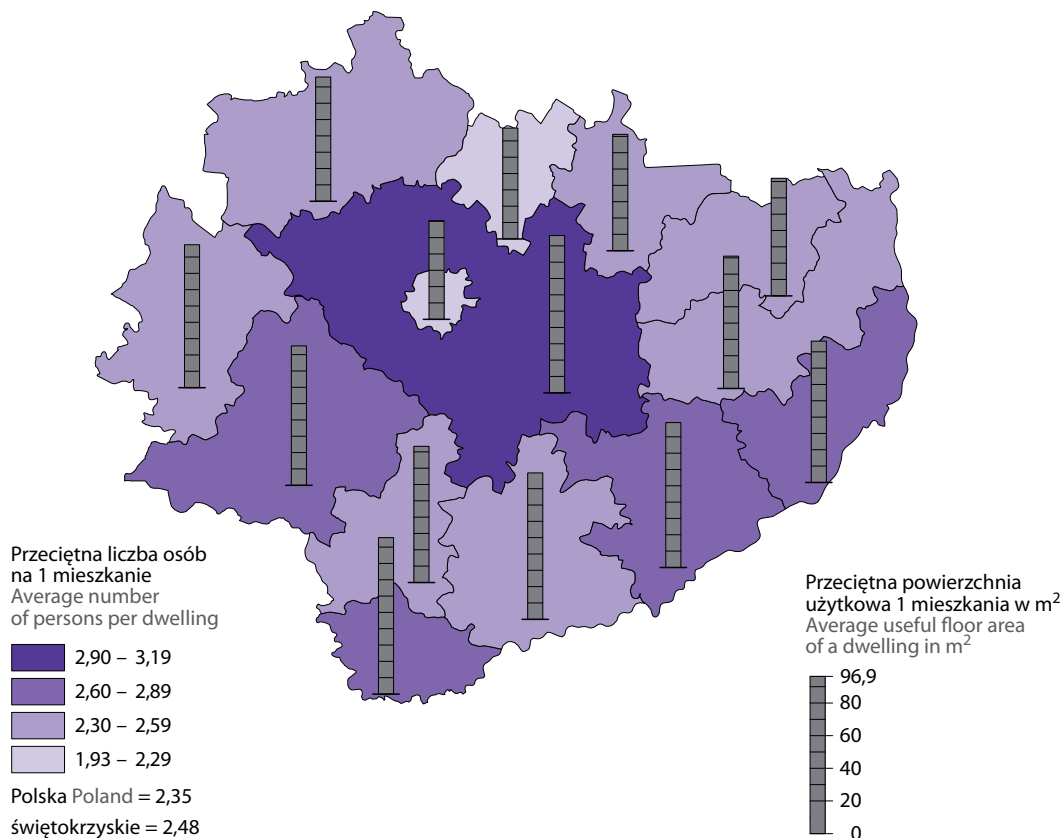 Przeciętna liczba osób
na 1 mieszkanie
Average number
of persons per dwelling
2,90 – 3,19
2,60 – 2,89
2,30 – 2,59
1,93 – 2,29
Polska Poland = 2,35
świętokrzyskie = 2,48
Przeciętna powierzchnia
użytkowa 1 mieszkania w m²
Average useful floor area
of a dwelling in m²
96,9
80
60
40
20
0